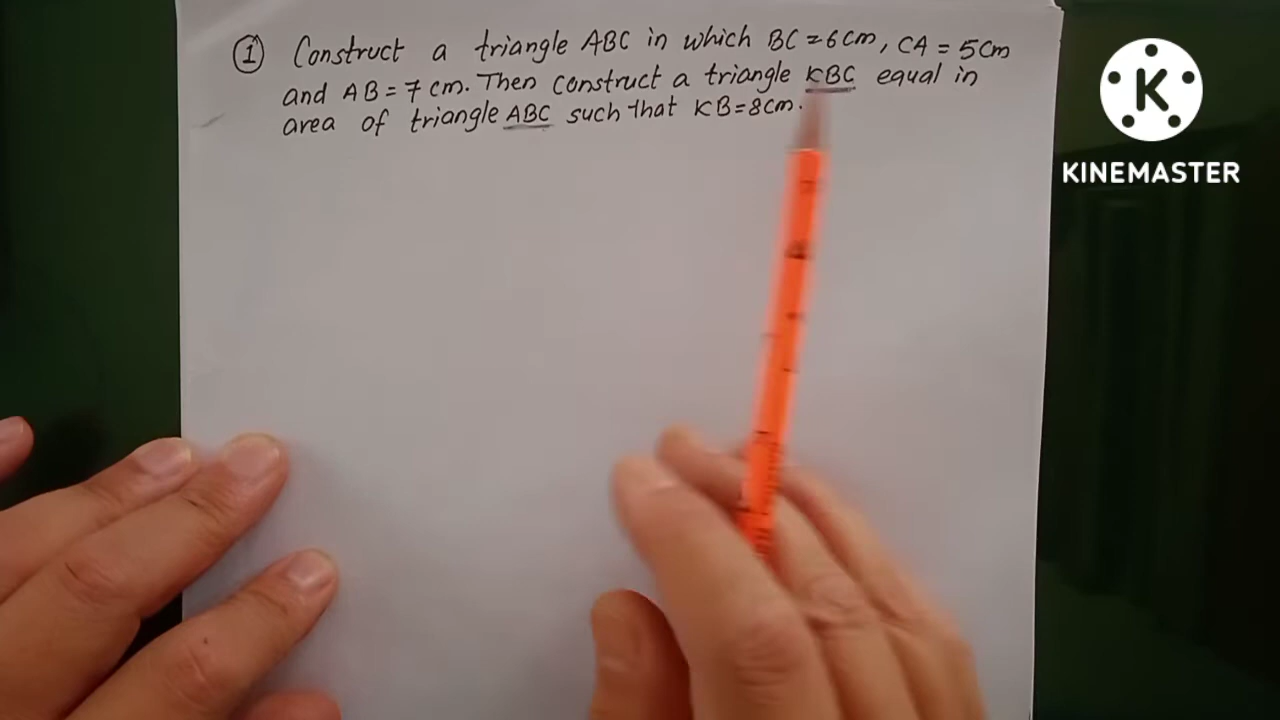 ① Construct a triangle ABC in which BC = 6cm, CA = 5cm
and AB = 7 cm. Then construct a triangle KBC equal in
area of triangle ABC such that KB = 8cm.
K
KINEMASTER